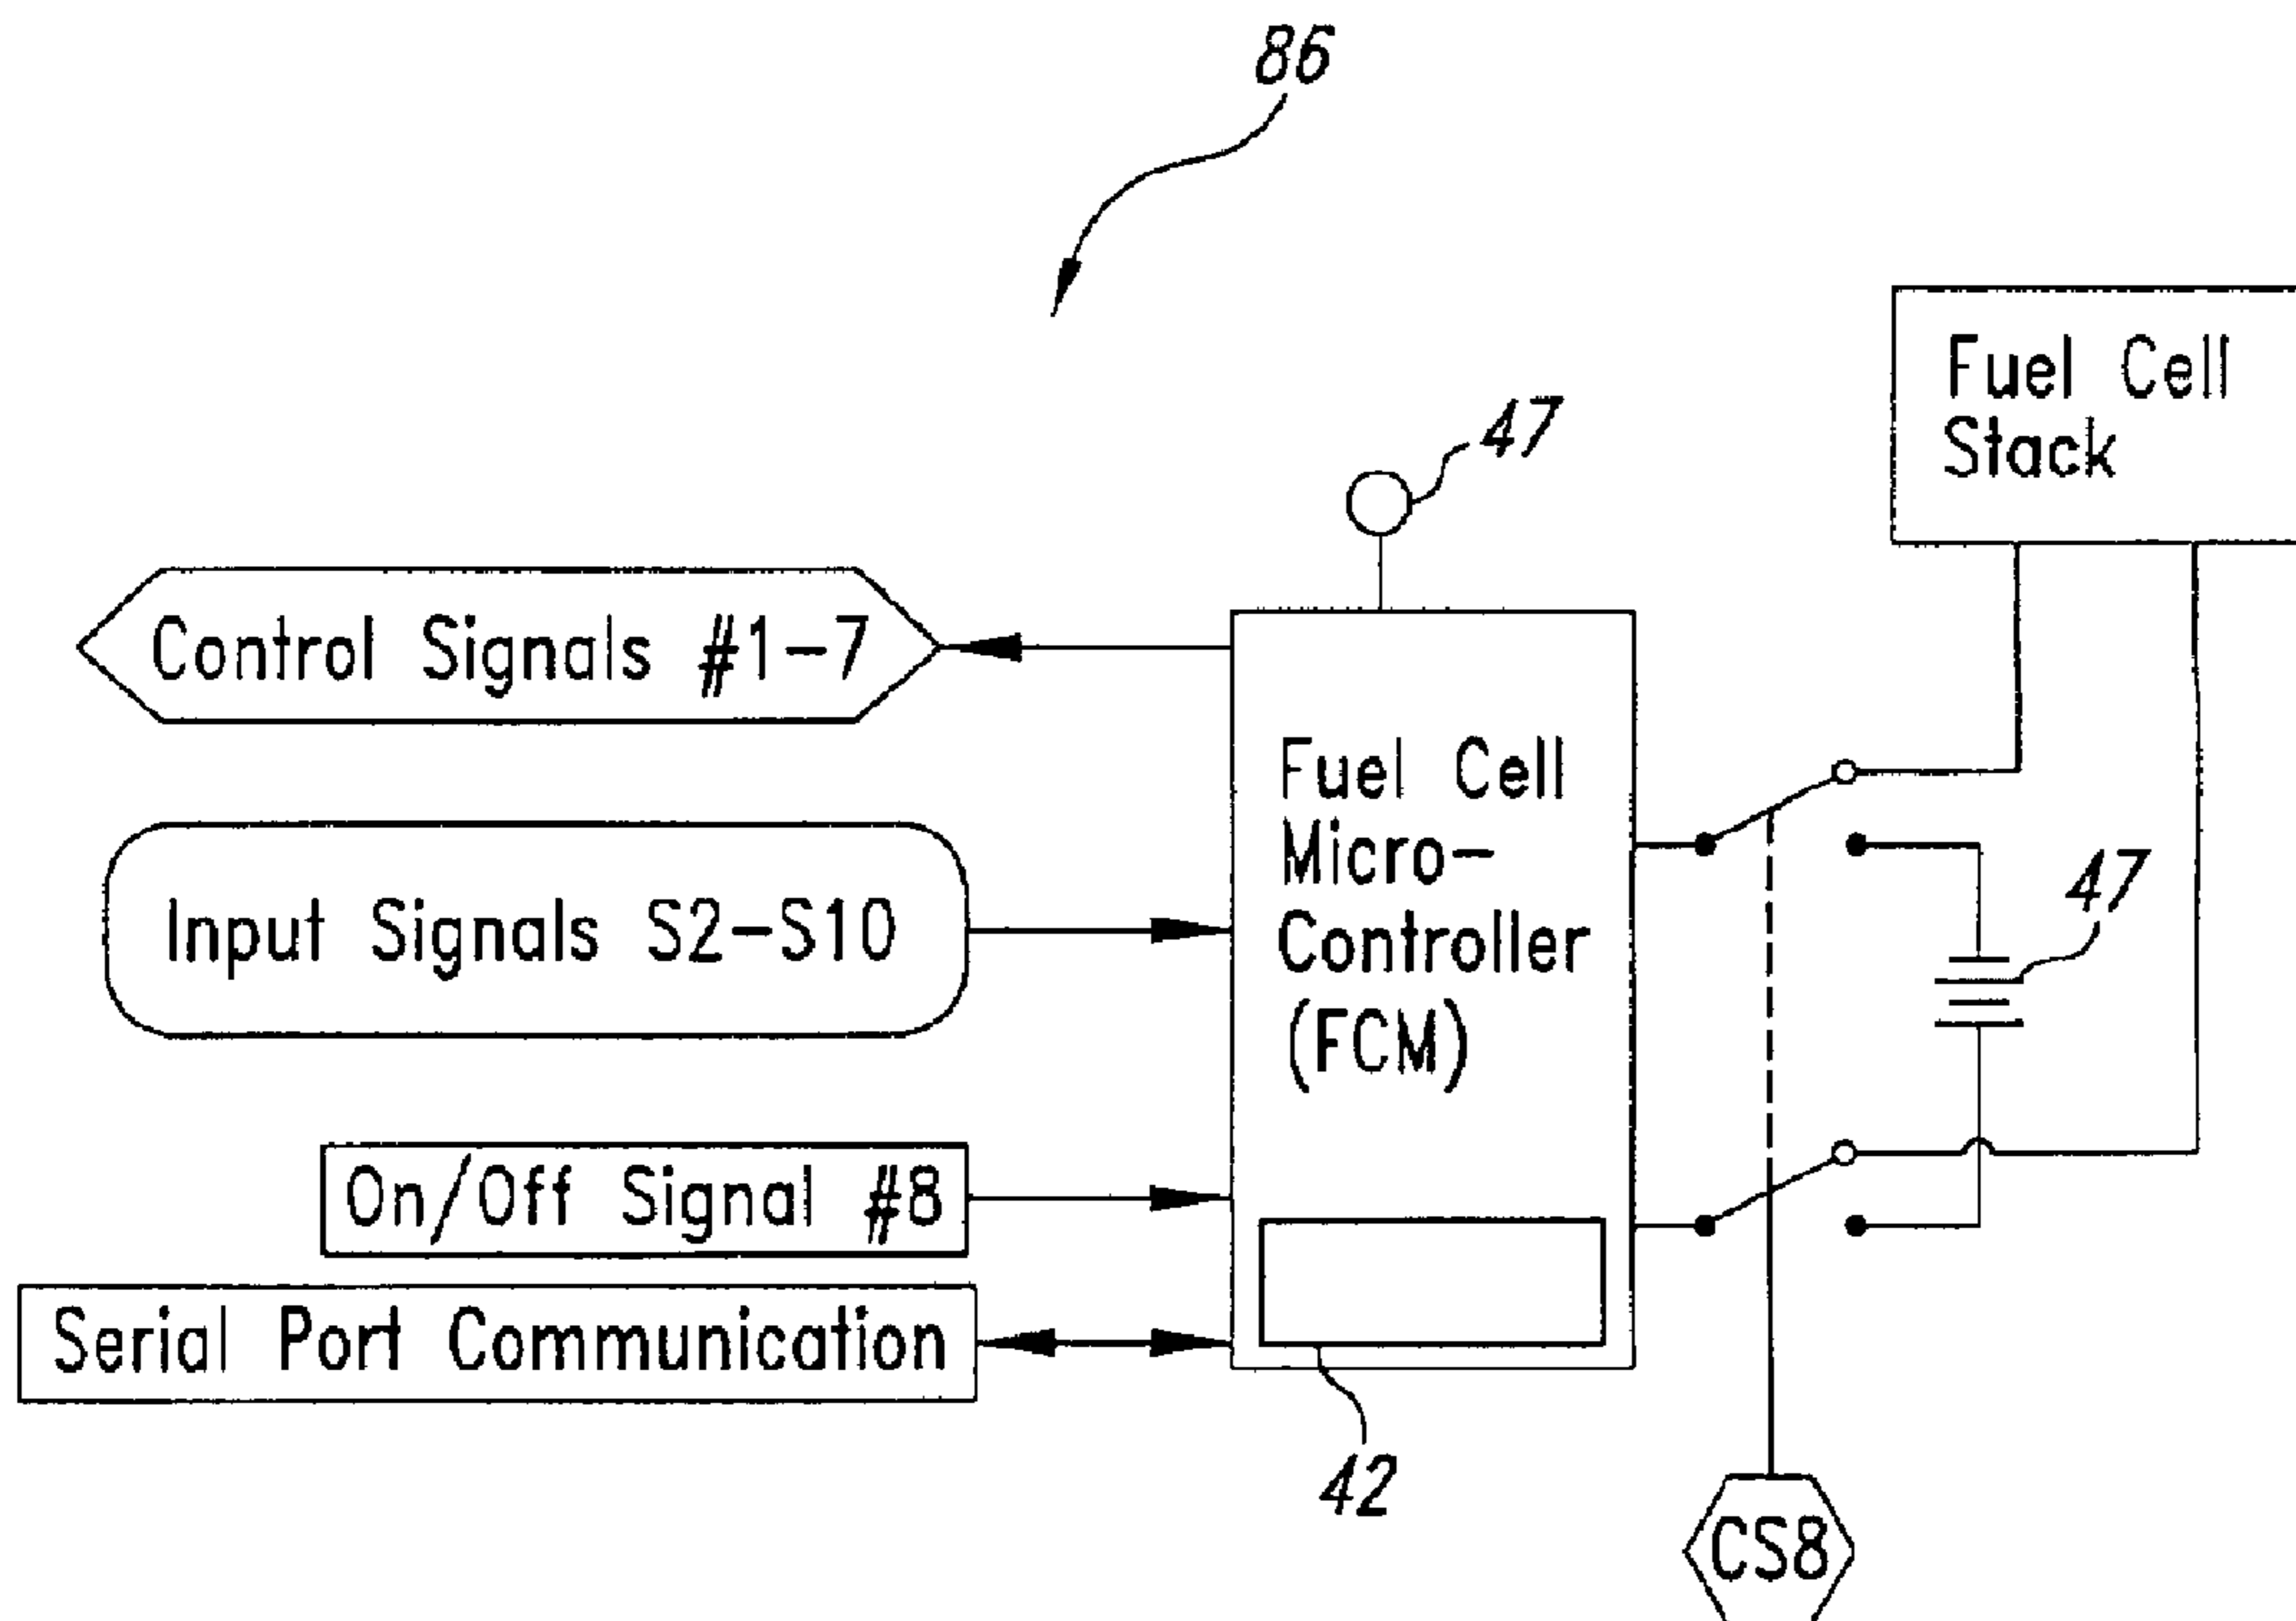 86
Fuel Cell
Stack
47
Control Signals #1-7
Fuel Cell
Micro-
Controller
(FCM)
47
Input Signals S2-S10
On/Off Signal #8
Serial Port Communication
42
CS8